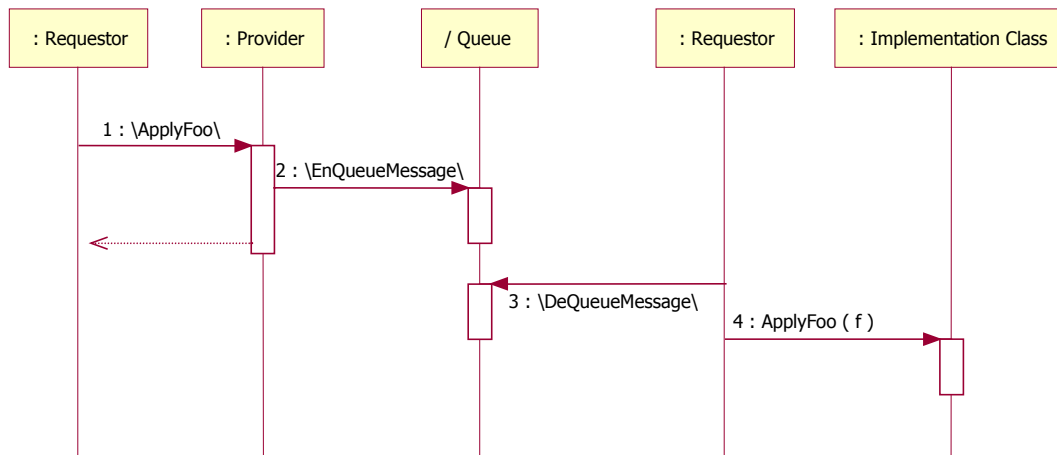 : Requestor
: Provider
/ Queue
: Requestor
: Implementation Class
1 : \ApplyFoo\
2 : \EnQueueMessage\
3 : \DeQueueMessage\
4 : ApplyFoo ( f )